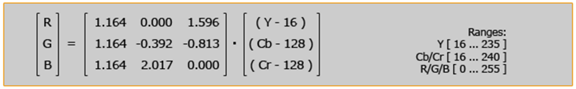 R 1.164 0.000 1.596 ( Y - 16 )
G = 1.164 -0.392 -0.813 · ( Cb - 128 )
B 1.164 2.017 0.000 ( Cr - 128 )
Ranges:
Y [ 16 ... 235 ]
Cb/Cr [ 16 ... 240 ]
R/G/B [ 0 ... 255 ]